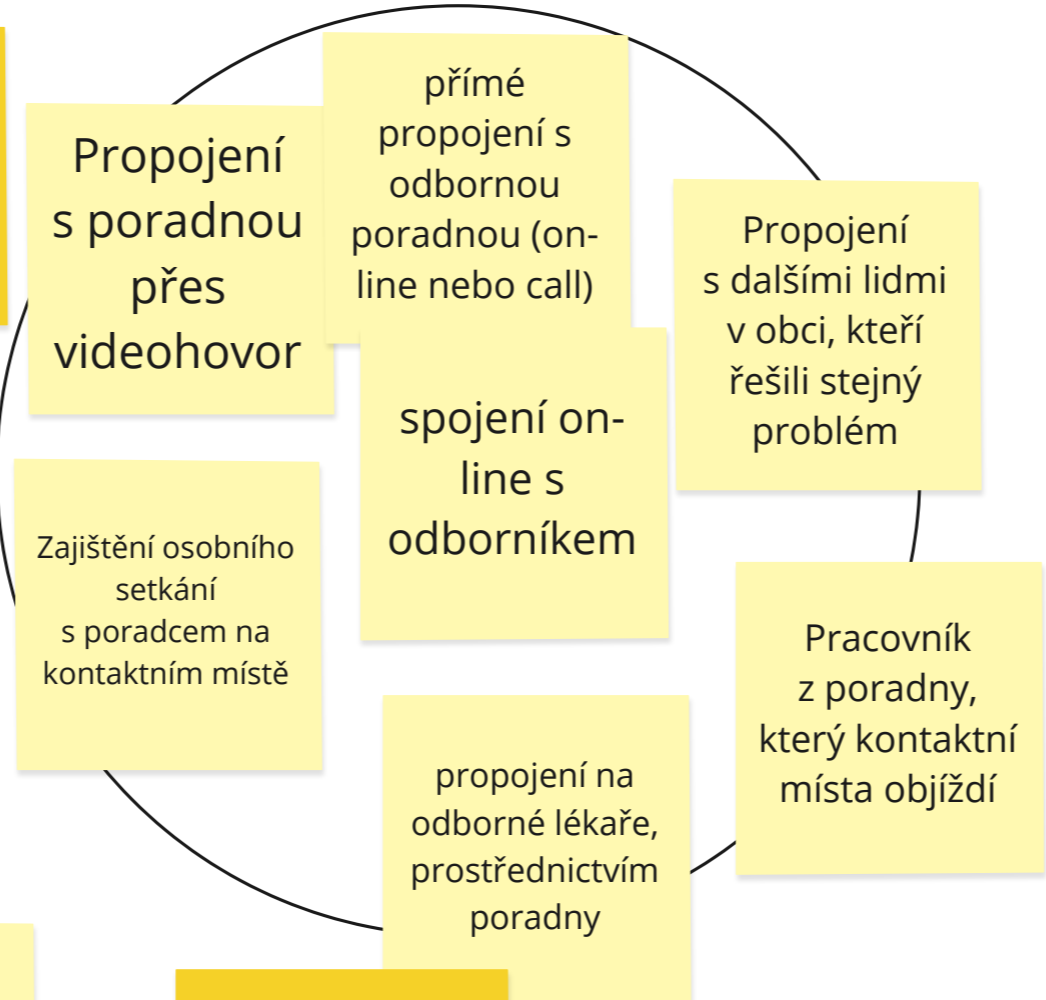 Propojení
s poradnou
přes
videohovor
přímé
propojení s
odbornou
poradnou (on-
line nebo call)
Propojení
s dalšími lidmi
v obci, kteří
řešili stejný
problém
spojení on-
line s
odborníkem
Zajištění osobního
setkání
s poradcem na
kontaktním místě
Pracovník
z poradny,
který kontaktní
místa objíždí
propojení na
odborné lékaře,
prostřednictvím
poradny